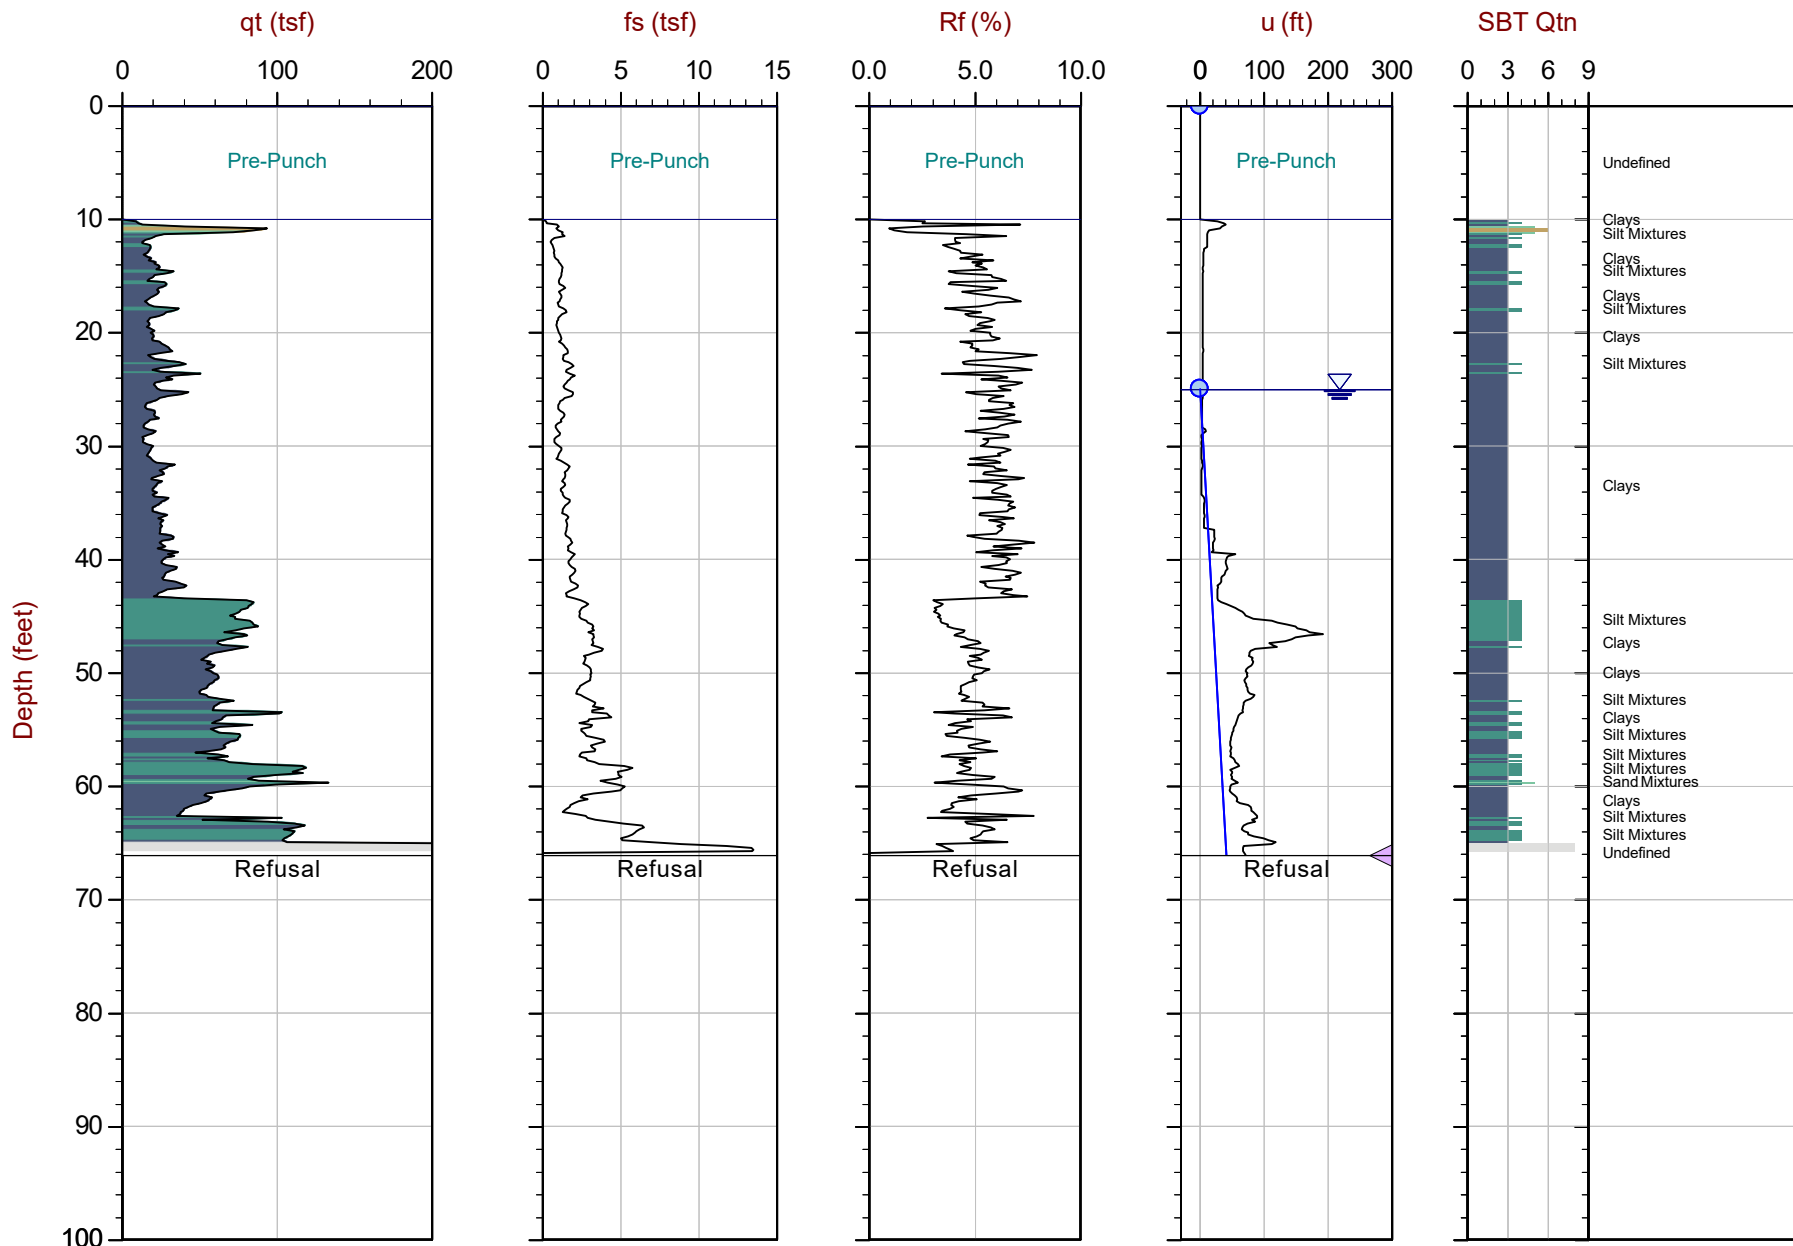 qt (tsf) fs (tsf) Rf (%) u (ft) SBT Qtn
0 100 200 0 5 10 15 0.0 5.0 10.0 0 100 200 300 0 3 6 9
0
Pre-Punch Pre-Punch Pre-Punch Pre-Punch Undefined
10 Clays
Silt Mixtures
Clays
Silt Mixtures
Clays
Silt Mixtures
20 Clays
Silt Mixtures
30
Clays
40
Silt Mixtures
Clays
50 Clays
Silt Mixtures
Clays
Silt Mixtures
Silt Mixtures
Silt Mixtures
60 Sand Mixtures
Clays
Silt Mixtures
Silt Mixtures
Undefined
Refusal Refusal Refusal Refusal
70
80
90
100
Depth (feet)